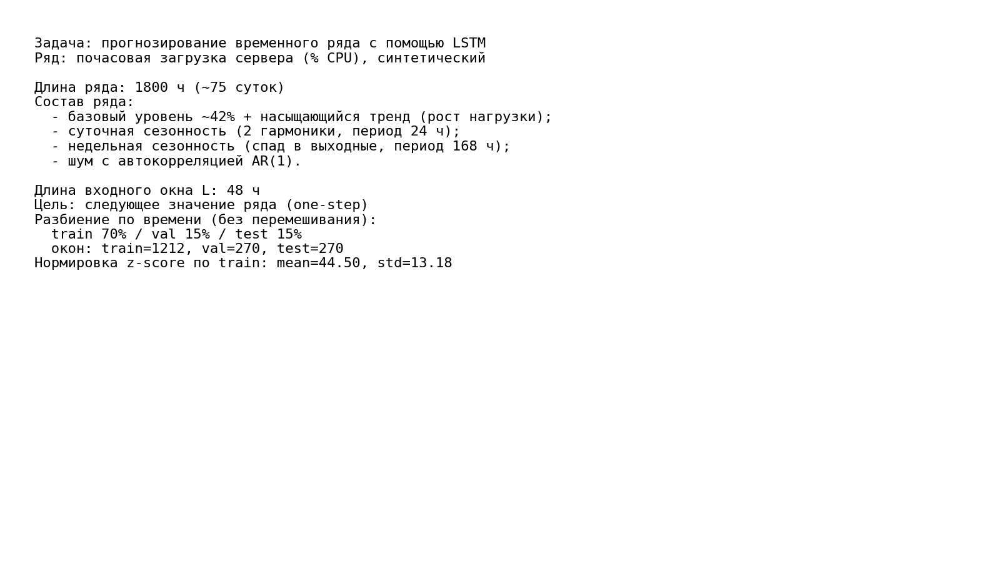 Задача: прогнозирование временного ряда с помощью LSTM
Ряд: почасовая загрузка сервера (% CPU), синтетический
Длина ряда: 1800 ч (~75 суток)
Состав ряда:
- базовый уровень ~42% + насыщающийся тренд (рост нагрузки);
- суточная сезонность (2 гармоники, период 24 ч);
- недельная сезонность (спад в выходные, период 168 ч);
- шум с автокорреляцией AR(1).
Длина входного окна L: 48 ч
Цель: следующее значение ряда (one-step)
Разбиение по времени (без перемешивания):
train 70% / val 15% / test 15%
окон: train=1212, val=270, test=270
Нормировка z-score по train: mean=44.50, std=13.18